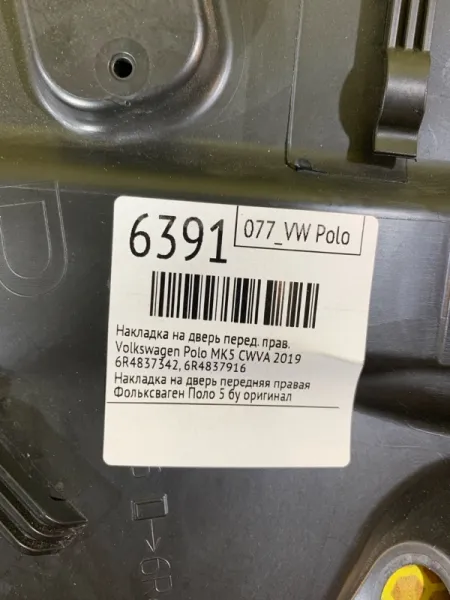 6391
077_VW Polo
Накладка на дверь перед. прав.
Volkswagen Polo MK5 CWVA 2019
6R4837342, 6R4837916
Накладка на дверь передняя правая
Фольксваген Поло 5 бу оригинал